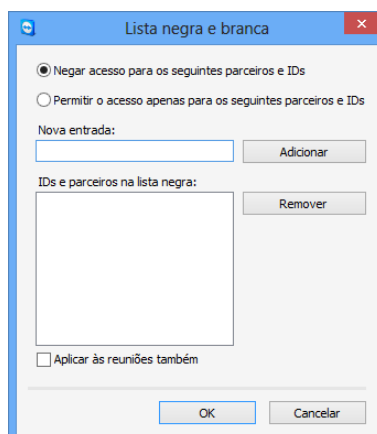 Lista negra e branca
Negar acesso para os seguintes parceiros e IDs
Permitir o acesso apenas para os seguintes parceiros e IDs
Nova entrada:
Adicionar
IDs e parceiros na lista negra:
Remover
Aplicar às reuniões também
OK
Cancelar